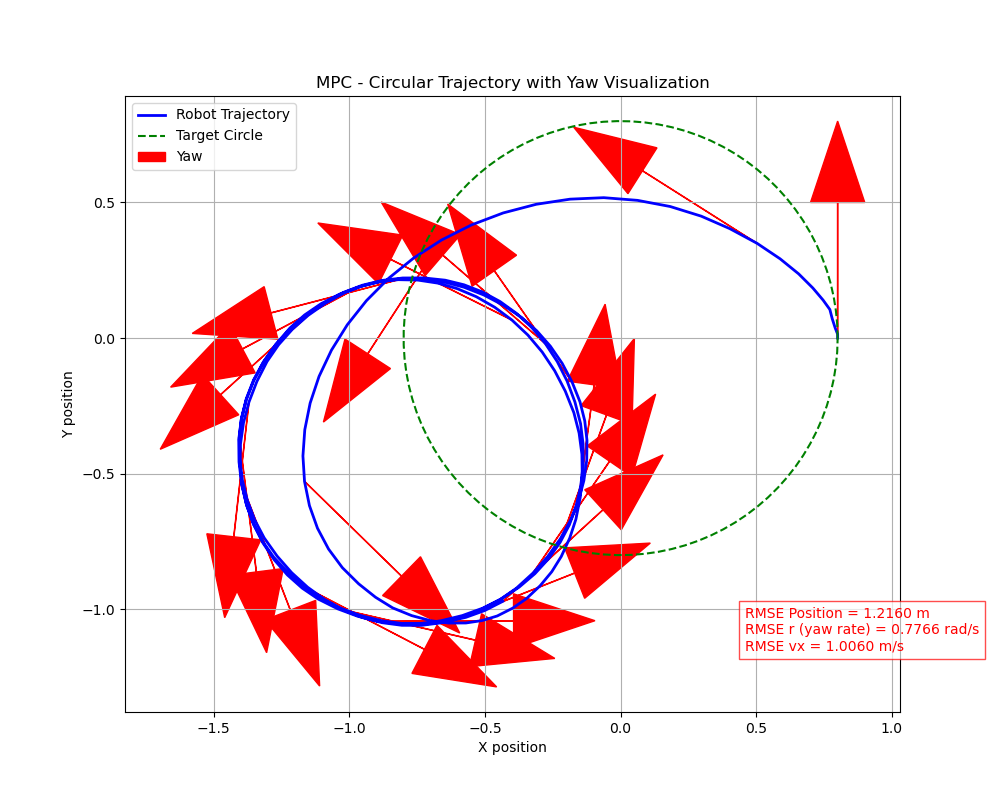 MPC - Circular Trajectory with Yaw Visualization
Robot Trajectory
Target Circle
Yaw
0.5
0.0
−0.5
−1.0
Y position
RMSE Position = 1.2160 m
RMSE r (yaw rate) = 0.7766 rad/s
RMSE vx = 1.0060 m/s
−1.5
−1.0
−0.5
0.0
0.5
1.0
X position